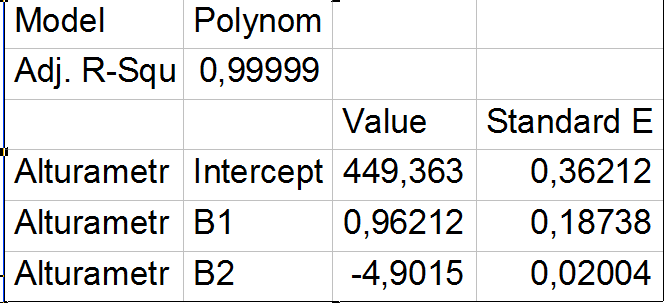 Model Polynom
Adj. R-Squ 0,99999
Value Standard E
Alturametr Intercept 449,363 0,36212
Alturametr B1 0,96212 0,18738
Alturametr B2 -4,9015 0,02004